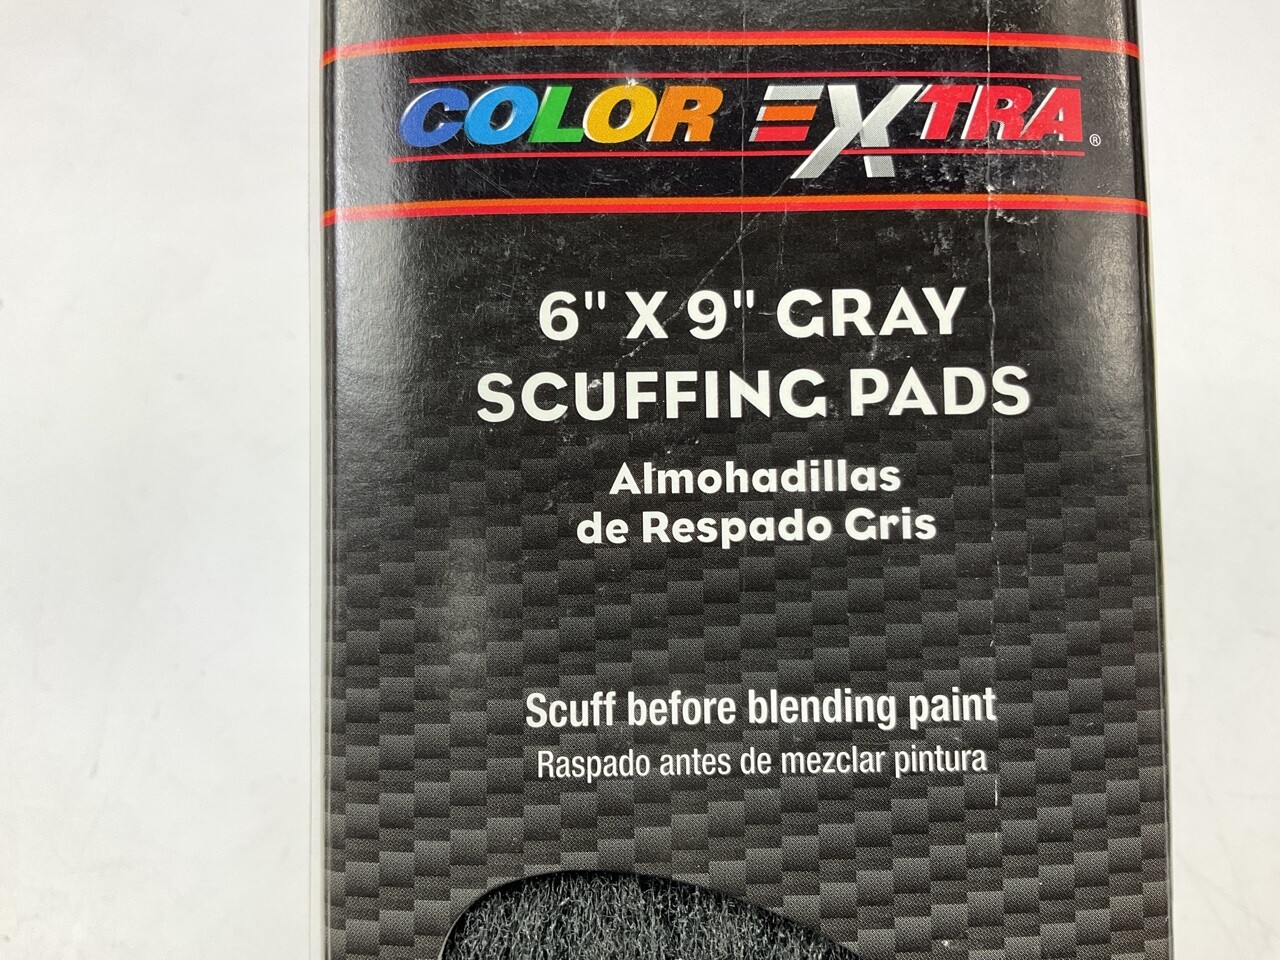 COLOR EXTRA®
6" X 9" GRAY
SCUFFING PADS
Almohadillas
de Respado Gris
Scuff before blending paint
Raspado antes de mezclar pintura